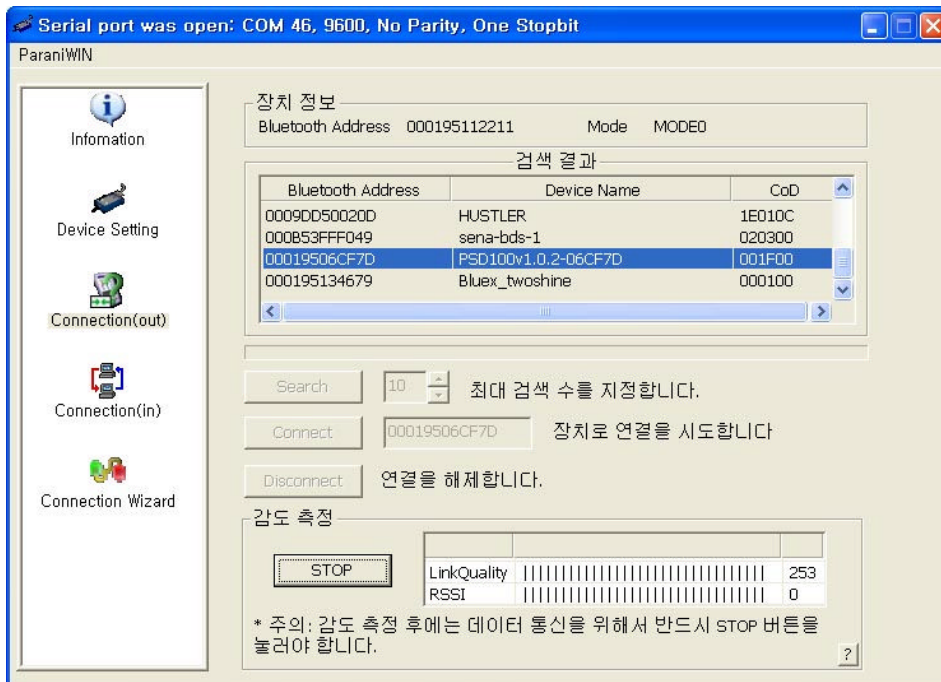 Serial port was open: COM 46, 9600, No Parity, One Stopbit
ParaniWIN
Infomation
Device Setting
Connection(out)
Connection(in)
Connection Wizard
장치 정보
Bluetooth Address 000195112211 Mode MODE0
검색 결과
Bluetooth Address Device Name CoD
0009DD50020D HUSTLER 1E010C
000B53FFF049 sena-bds-1 020300
00019506CF7D PSD100v1.0.2-06CF7D 001F00
000195134679 Bluex_twoshine 000100
Search 10 최대 검색 수를 지정합니다.
Connect 00019506CF7D 장치로 연결을 시도합니다
Disconnect 연결을 해제합니다.
감도 측정
STOP
LinkQuality 253
RSSI 0
* 주의: 감도 측정 후에는 데이터 통신을 위해서 반드시 STOP 버튼을
눌러야 합니다.
?